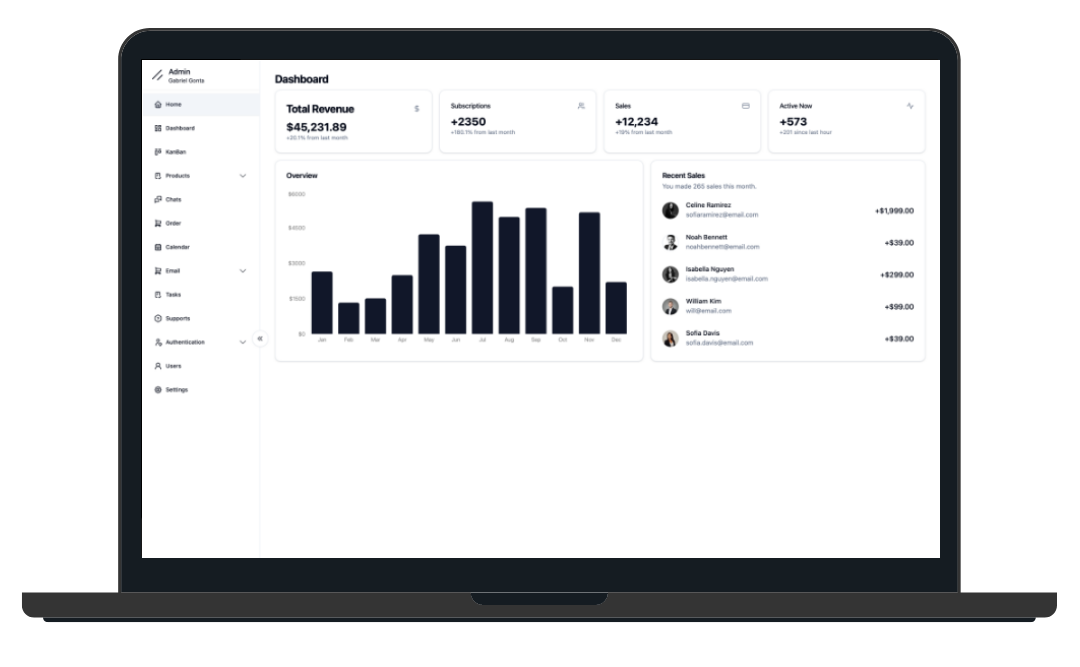 Admin
Gabriel Gonta
Home
Dashboard
KanBan
Products
Chats
Order
Calendar
Email
Tasks
Supports
Authentication
Users
Settings
Dashboard
Total Revenue
$
$45,231.89
+20.1% from last month
Subscriptions
+2350
+180.1% from last month
Sales
+12,234
+19% from last month
Active Now
+573
+201 since last hour
Overview
$6000
$4500
$3000
$1500
$0
Jan Feb Mar Apr May Jun Jul Aug Sep Oct Nov Dec
Recent Sales
You made 265 sales this month.
Celine Ramirez
sofiaramirez@email.com
+$1,999.00
Noah Bennett
noahbennett@email.com
+$39.00
Isabella Nguyen
isabella.nguyen@email.com
+$299.00
William Kim
will@email.com
+$99.00
Sofia Davis
sofia.davis@email.com
+$39.00